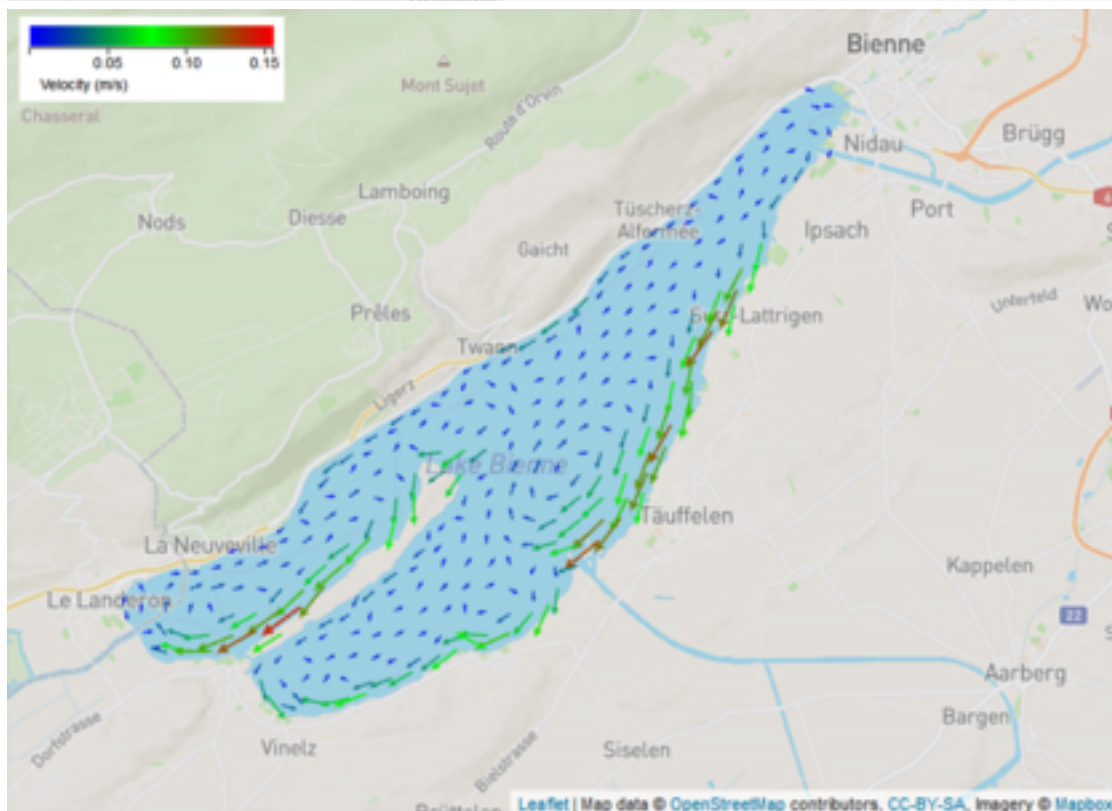 Bienne
0.05 0.10 0.15
Velocity (m/s)
Mont Sujet
Chasseral
Route d'Orvin
Nidau
Brügg
Lamboing
Nods
Diesse
Tüscherz-
Alfermée
Port
Gaicht
Ipsach
Unterfeld
Prêles
Wo
Twann
Ligerz
Lake Bienne
Täuffelen
La Neuveville
Kappelen
Le Landeron
22
Aarberg
Bargen
Dorfstrasse
Vinelz
Bielstrasse
Siselen
Leaflet | Map data © OpenStreetMap contributors, CC-BY-SA, Imagery © Mapbox